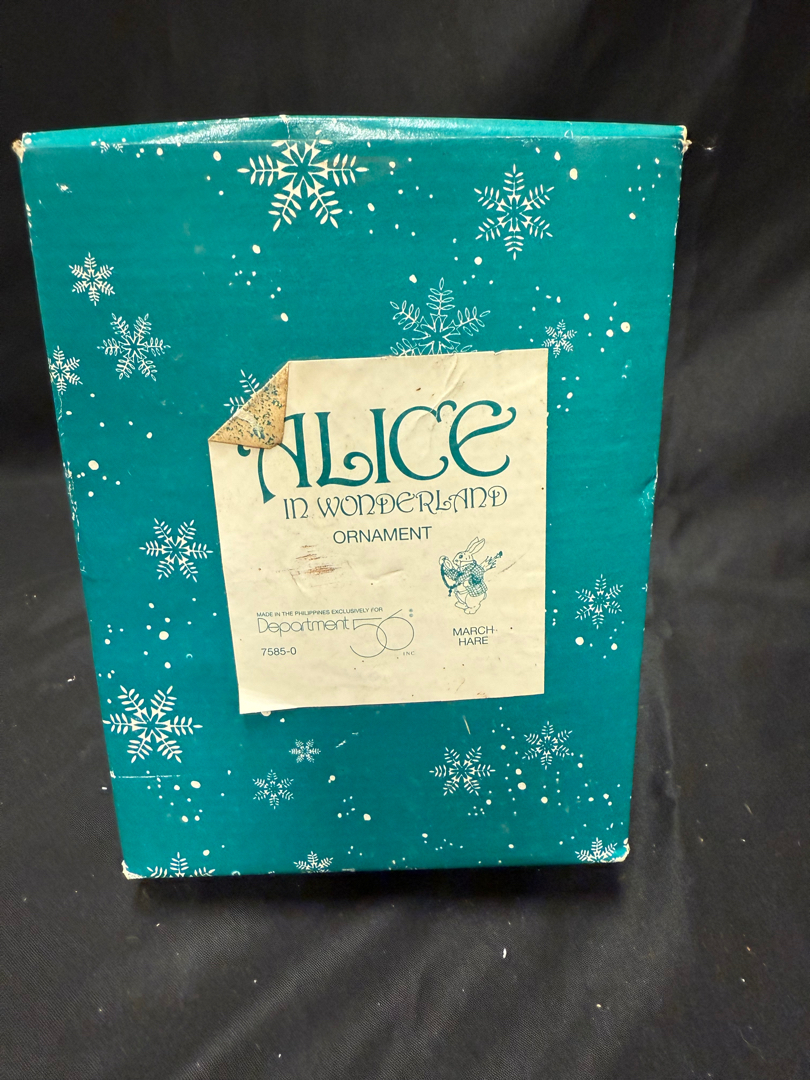 ALICE
IN WONDERLAND
ORNAMENT
MADE IN THE PHILIPPINES EXCLUSIVELY FOR
Department 56®
INC
7585-0
MARCH
HARE